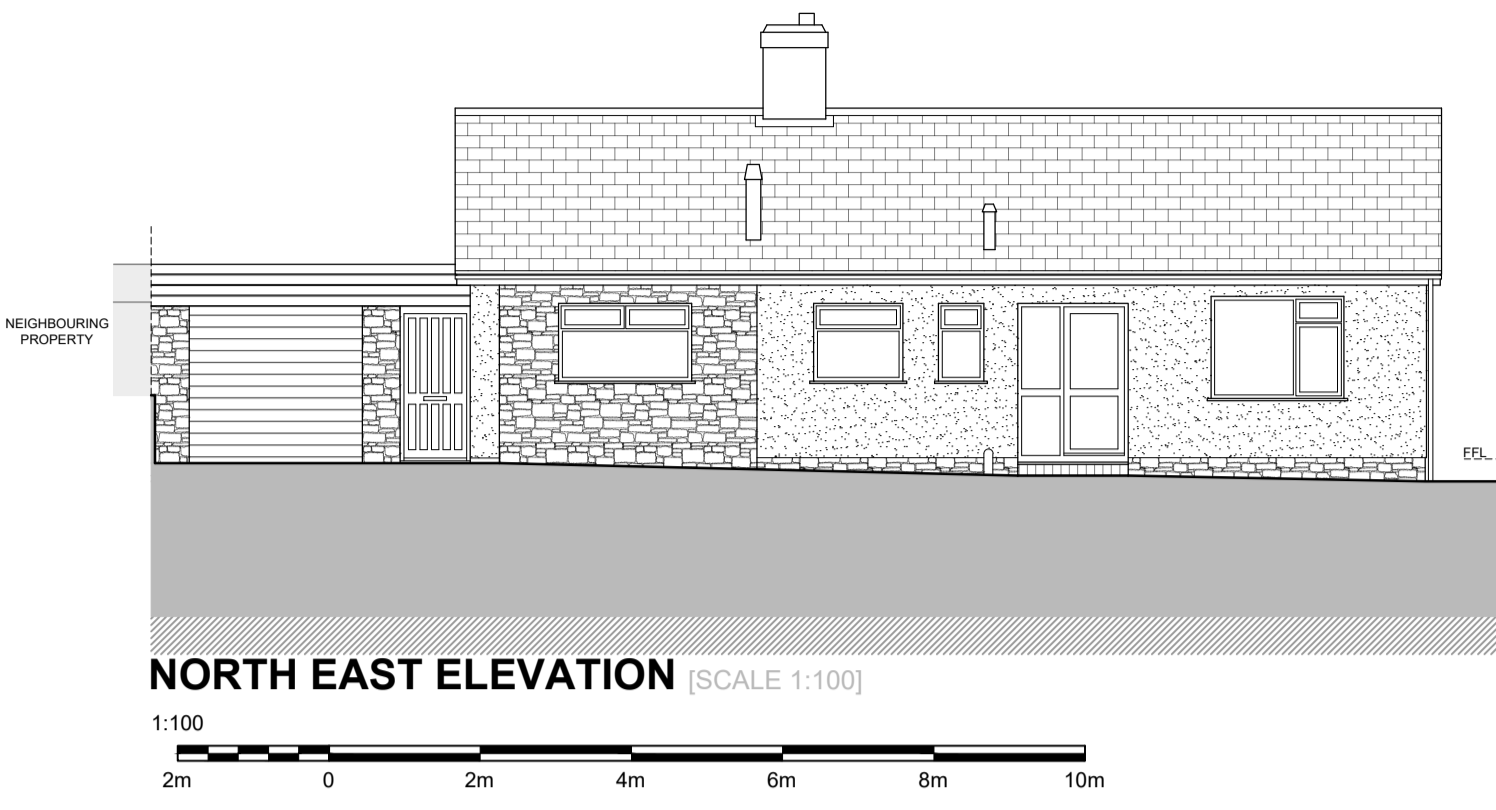 NEIGHBOURING
PROPERTY
FFL
NORTH EAST ELEVATION [SCALE 1:100]
1:100
2m 0 2m 4m 6m 8m 10m